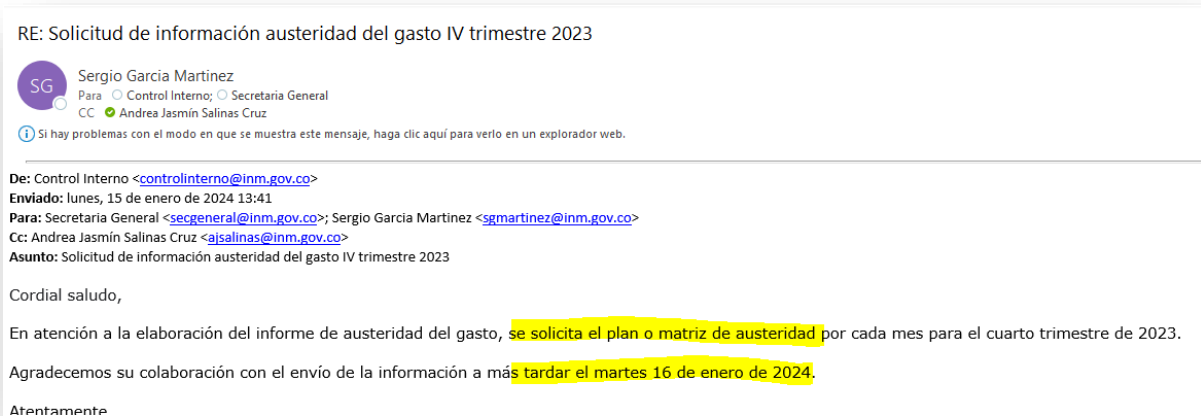 RE: Solicitud de información austeridad del gasto IV trimestre 2023
SG
Sergio Garcia Martinez
Para Control Interno; Secretaria General
CC Andrea Jasmín Salinas Cruz
Si hay problemas con el modo en que se muestra este mensaje, haga clic aquí para verlo en un explorador web.
De: Control Interno <controlinterno@inm.gov.co>
Enviado: lunes, 15 de enero de 2024 13:41
Para: Secretaria General <secgeneral@inm.gov.co>; Sergio Garcia Martinez <sgmartinez@inm.gov.co>
Cc: Andrea Jasmín Salinas Cruz <ajsalinas@inm.gov.co>
Asunto: Solicitud de información austeridad del gasto IV trimestre 2023
Cordial saludo,
En atención a la elaboración del informe de austeridad del gasto, se solicita el plan o matriz de austeridad por cada mes para el cuarto trimestre de 2023.
Agradecemos su colaboración con el envío de la información a más tardar el martes 16 de enero de 2024.
Atentamente